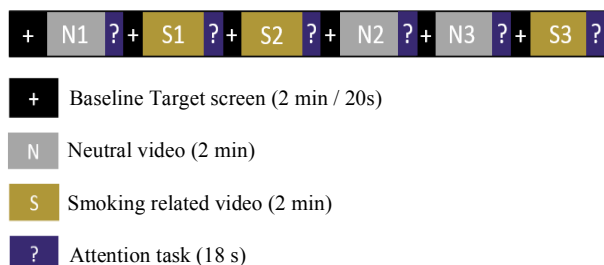 + N1 ? + S1 ? + S2 ? + N2 ? + N3 ? + S3 ?
+ Baseline Target screen (2 min / 20s)
N Neutral video (2 min)
S Smoking related video (2 min)
? Attention task (18 s)